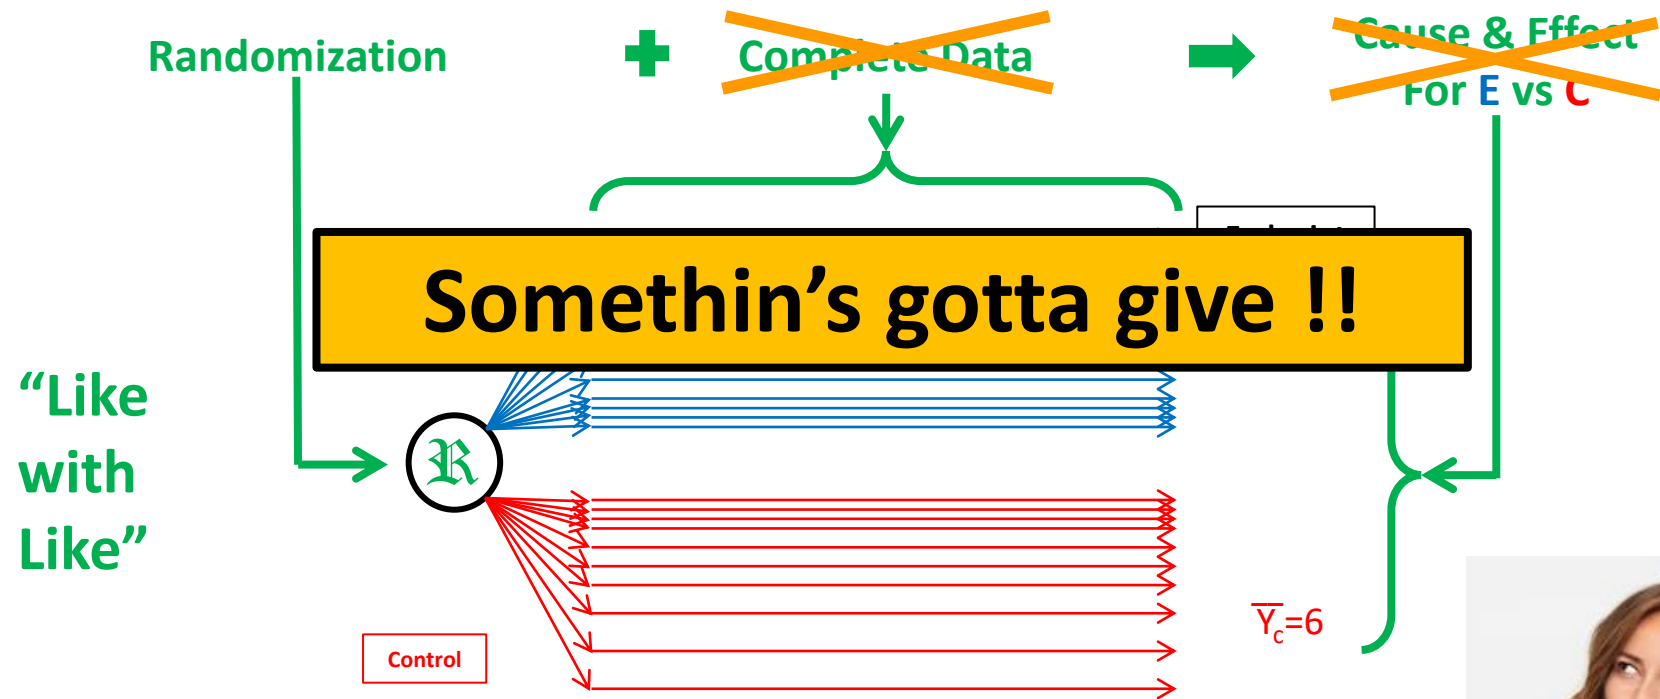 Randomization + Complete Data
Cause & Effect
For E vs C
Somethin’s gotta give !!
“Like
with
Like”
ℜ
Y̅c=6
Control